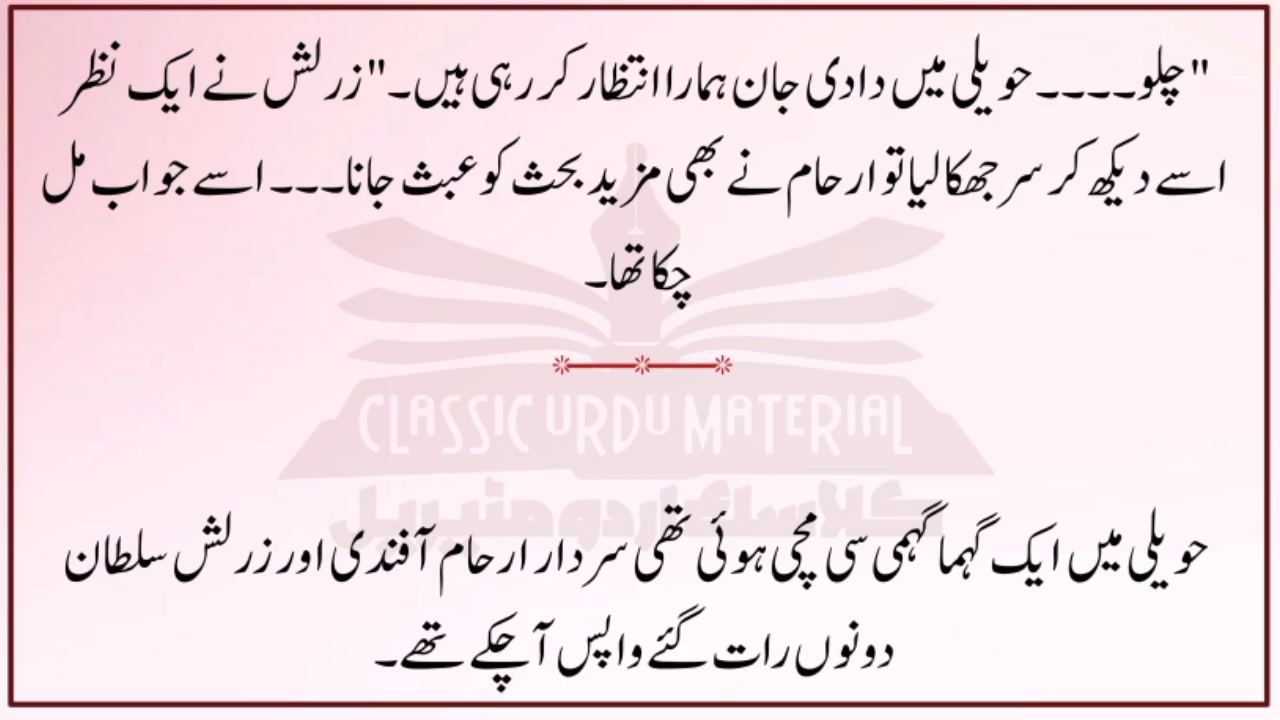 "چلو۔۔۔۔ حویلی میں دادی جان ہمارا انتظار کر رہی ہیں۔" زرلش نے ایک نظر
اسے دیکھ کر سر جھکا لیا تو ارحام نے بھی مزید بحث کو عبث جانا۔۔۔ اسے جواب مل
چکا تھا۔
CLASSIC URDU MATERIAL
کلاسک اردو مٹیریل
حویلی میں ایک گہما گہمی سی مچی ہوئی تھی سردار ارحام آفندی اور زرلش سلطان
دونوں رات گئے واپس آ چکے تھے۔